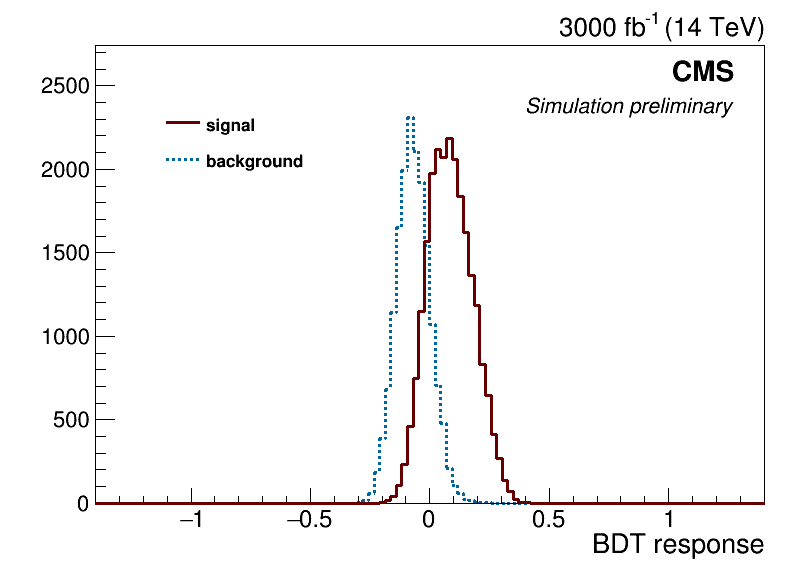 3000 fb⁻¹ (14 TeV)
CMS
Simulation preliminary
signal
background
2500
2000
1500
1000
500
0
−1 −0.5 0 0.5 1
BDT response